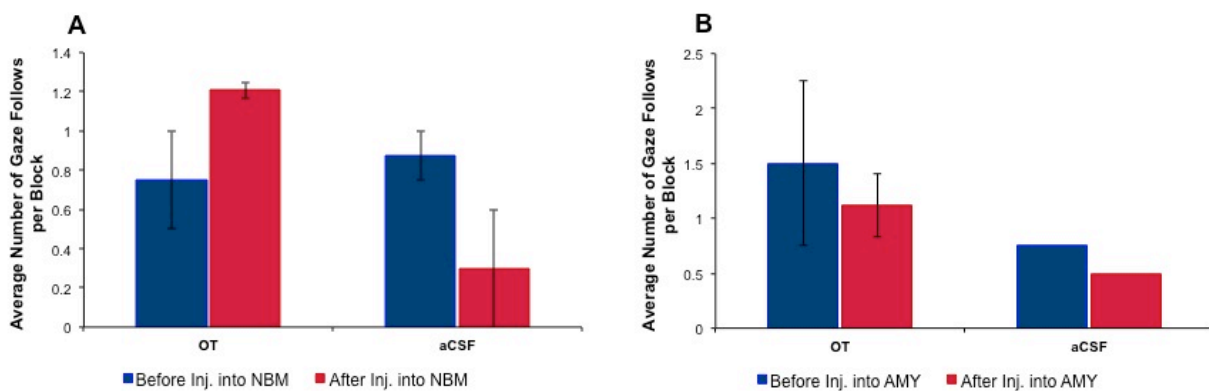 A
Average Number of Gaze Follows
per Block
1.4
1.2
1
0.8
0.6
0.4
0.2
0
OT
aCSF
Before Inj. into NBM
After Inj. into NBM
B
Average Number of Gaze Follows
per Block
2.5
2
1.5
1
0.5
0
OT
aCSF
Before Inj. into AMY
After Inj. into AMY